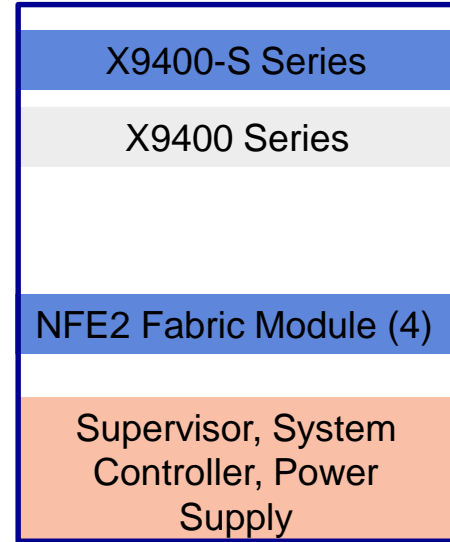 X9400-S Series
X9400 Series
NFE2 Fabric Module (4)
Supervisor, System
Controller, Power
Supply